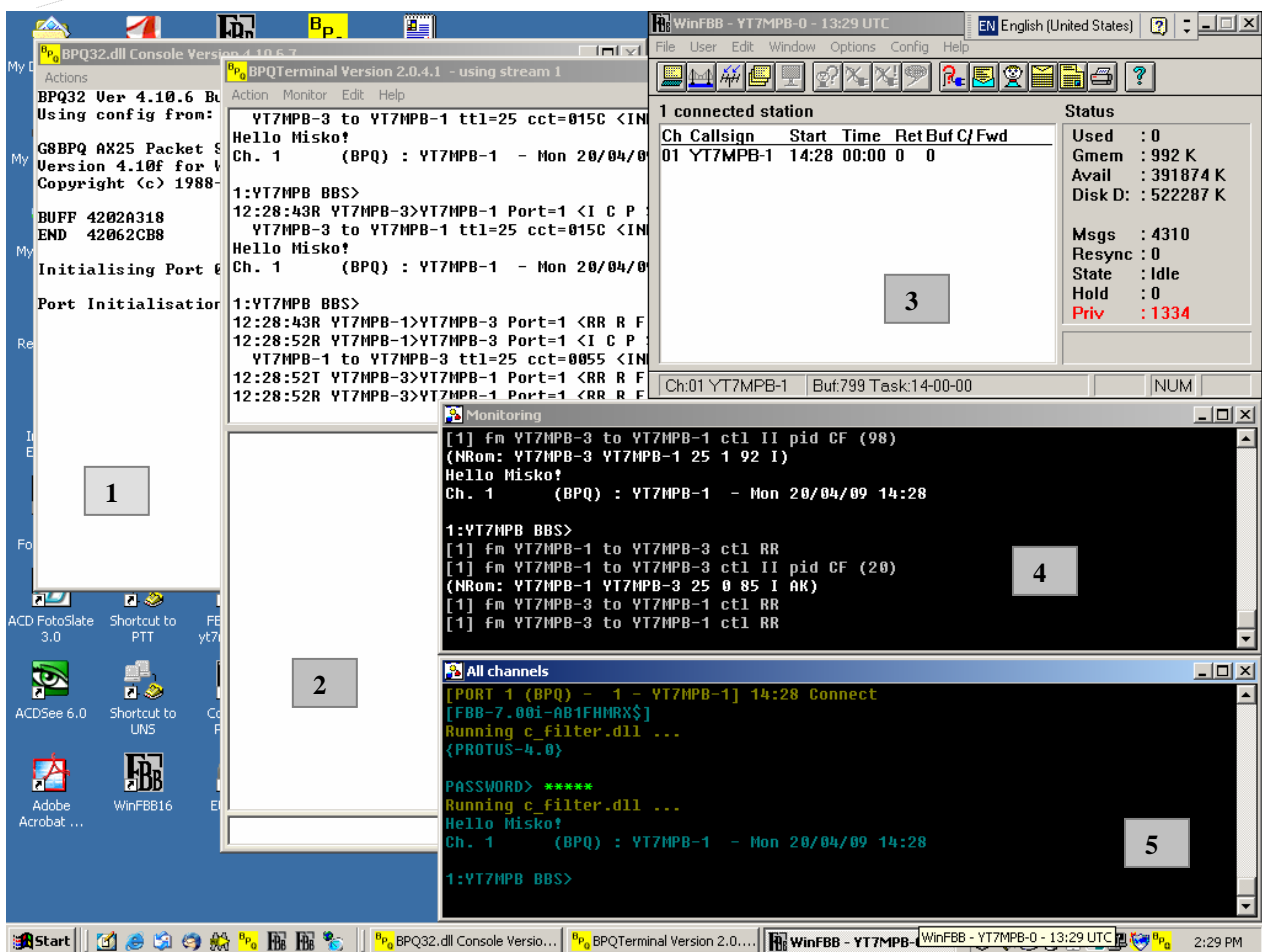 BPQ32.dll Console Version 4.10.6.7
Actions
BPQ32 Ver 4.10.6 Bu
Using config from:
G8BPQ AX25 Packet S
Version 4.10f for W
Copyright (c) 1988-
BUFF 4202A318
END 42062CB8
Initialising Port 0
Port Initialisation
1
BPQTerminal Version 2.0.4.1 - using stream 1
Action Monitor Edit Help
YT7MPB-3 to YT7MPB-1 ttl=25 cct=015C <IN
Hello Misko!
Ch. 1 (BPQ) : YT7MPB-1 - Mon 20/04/0
1:YT7MPB BBS>
12:28:43R YT7MPB-3>YT7MPB-1 Port=1 <I C P
YT7MPB-3 to YT7MPB-1 ttl=25 cct=015C <IN
Hello Misko!
Ch. 1 (BPQ) : YT7MPB-1 - Mon 20/04/0
1:YT7MPB BBS>
12:28:43R YT7MPB-1>YT7MPB-3 Port=1 <RR R F
12:28:52R YT7MPB-1>YT7MPB-3 Port=1 <I C P
YT7MPB-1 to YT7MPB-3 ttl=25 cct=0055 <IN
12:28:52T YT7MPB-3>YT7MPB-1 Port=1 <RR R F
12:28:52R YT7MPB-3>YT7MPB-1 Port=1 <RR R F
2
WinFBB - YT7MPB-0 - 13:29 UTC
EN English (United States)
File User Edit Window Options Config Help
1 connected station
Ch Callsign Start Time Ret Buf C/ Fwd
01 YT7MPB-1 14:28 00:00 0 0
3
Status
Used : 0
Gmem : 992 K
Avail : 391874 K
Disk D: : 522287 K
Msgs : 4310
Resync : 0
State : Idle
Hold : 0
Priv : 1334
Ch:01 YT7MPB-1 Buf:799 Task:14-00-00 NUM
Monitoring
[1] fm YT7MPB-3 to YT7MPB-1 ctl II pid CF (98)
(NRom: YT7MPB-3 YT7MPB-1 25 1 92 I)
Hello Misko!
Ch. 1 (BPQ) : YT7MPB-1 - Mon 20/04/09 14:28
1:YT7MPB BBS>
[1] fm YT7MPB-1 to YT7MPB-3 ctl RR
[1] fm YT7MPB-1 to YT7MPB-3 ctl II pid CF (20)
(NRom: YT7MPB-1 YT7MPB-3 25 0 85 I AK)
[1] fm YT7MPB-3 to YT7MPB-1 ctl RR
[1] fm YT7MPB-3 to YT7MPB-1 ctl RR
4
All channels
[PORT 1 (BPQ) - 1 - YT7MPB-1] 14:28 Connect
[FBB-7.00i-AB1FHMRX$]
Running c_filter.dll ...
{PROTUS-4.0}
PASSWORD> *****
Running c_filter.dll ...
Hello Misko!
Ch. 1 (BPQ) : YT7MPB-1 - Mon 20/04/09 14:28
1:YT7MPB BBS>
5
ACD FotoSlate 3.0
Shortcut to PTT
ACDSee 6.0
Shortcut to UNS
Adobe Acrobat ...
WinFBB16
Start
BPQ32.dll Console Versio...
BPQTerminal Version 2.0....
WinFBB - YT7MPB-
WinFBB - YT7MPB-0 - 13:29 UTC
2:29 PM